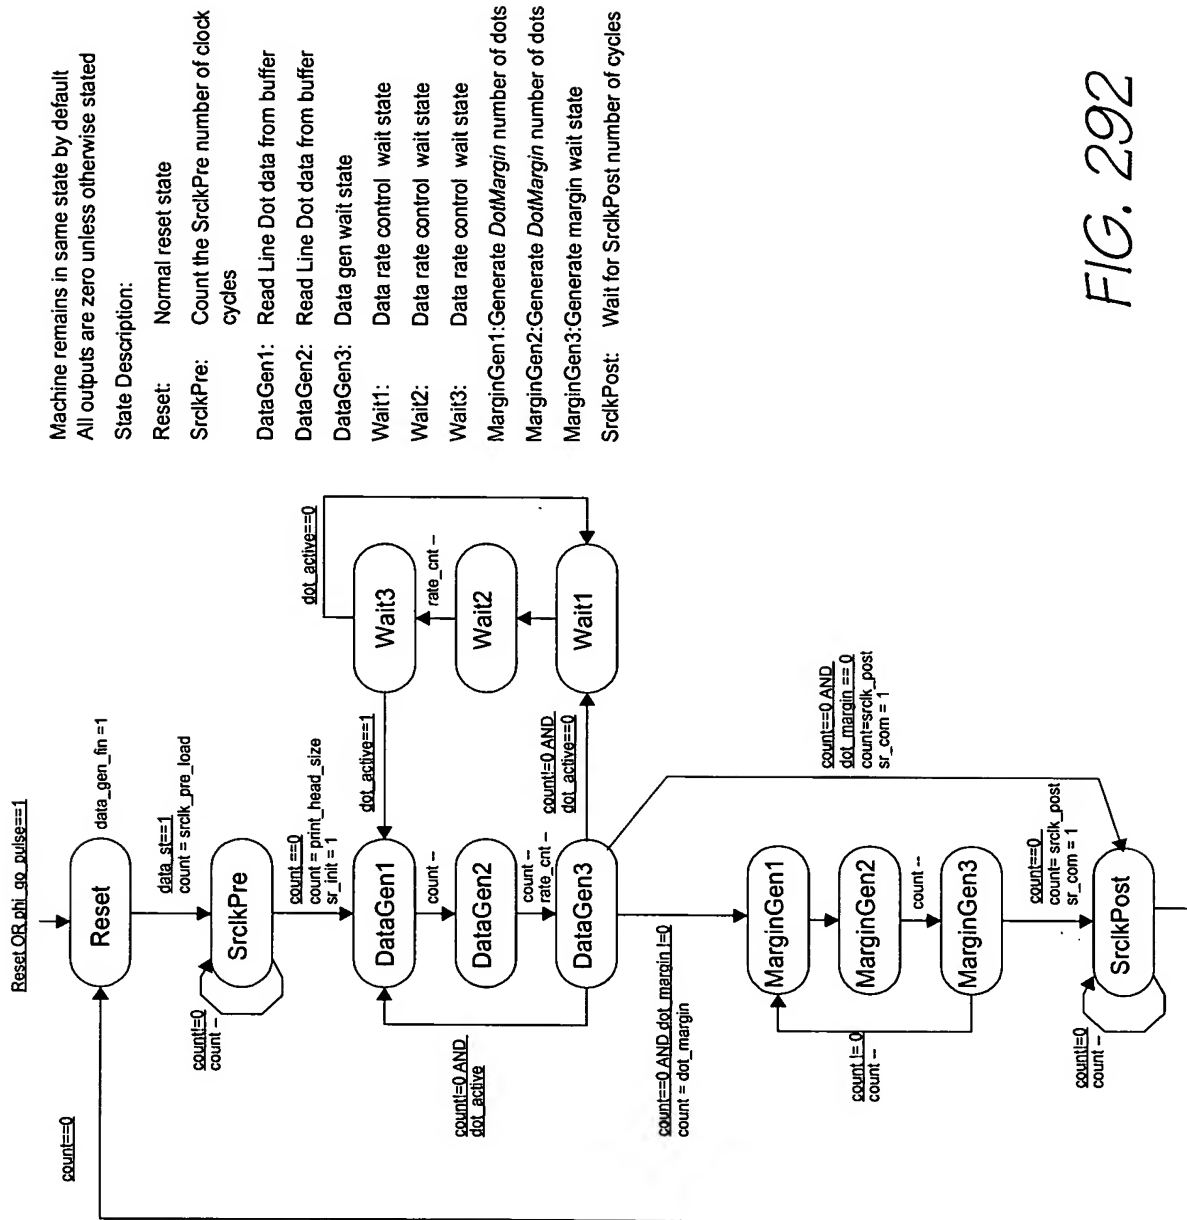 Machine remains in same state by default
All outputs are zero unless otherwise stated
State Description:
Reset: Normal reset state
SrclkPre: Count the SrclkPre number of clock
cycles
DataGen1: Read Line Dot data from buffer
DataGen2: Read Line Dot data from buffer
DataGen3: Data gen wait state
Wait1: Data rate control wait state
Wait2: Data rate control wait state
Wait3: Data rate control wait state
MarginGen1:Generate DotMargin number of dots
MarginGen2:Generate DotMargin number of dots
MarginGen3:Generate margin wait state
SrclkPost: Wait for SrclkPost number of cycles
Reset OR phi_go_pulse==1
count==0
Reset
data_gen_fin =1
data_st==1
count = srclk_pre_load
count!=0
count --
SrclkPre
count ==0
count = print_head_size
sr_init = 1
DataGen1
count --
DataGen2
count --
rate_cnt --
DataGen3
count!=0 AND
dot_active
dot_active==1
count!=0 AND
dot_active==0
Wait3
dot_active==0
rate_cnt --
Wait2
Wait1
count==0 AND dot_margin !=0
count = dot_margin
count==0 AND
dot_margin == 0
count=srclk_post
sr_com = 1
MarginGen1
MarginGen2
count --
MarginGen3
count != 0
count --
count==0
count= srclk_post
sr_com = 1
count!=0
count --
SrclkPost
FIG. 292